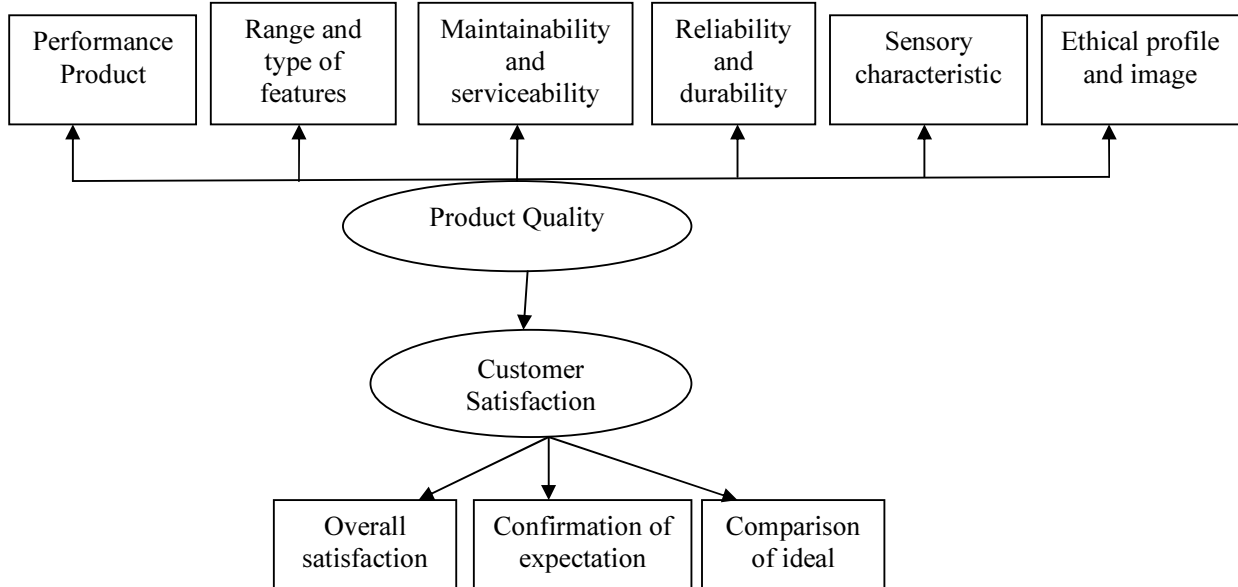 Performance
Product
Range and
type of
features
Maintainability
and
serviceability
Reliability
and
durability
Sensory
characteristic
Ethical profile
and image
Product Quality
Customer
Satisfaction
Overall
satisfaction
Confirmation of
expectation
Comparison
of ideal